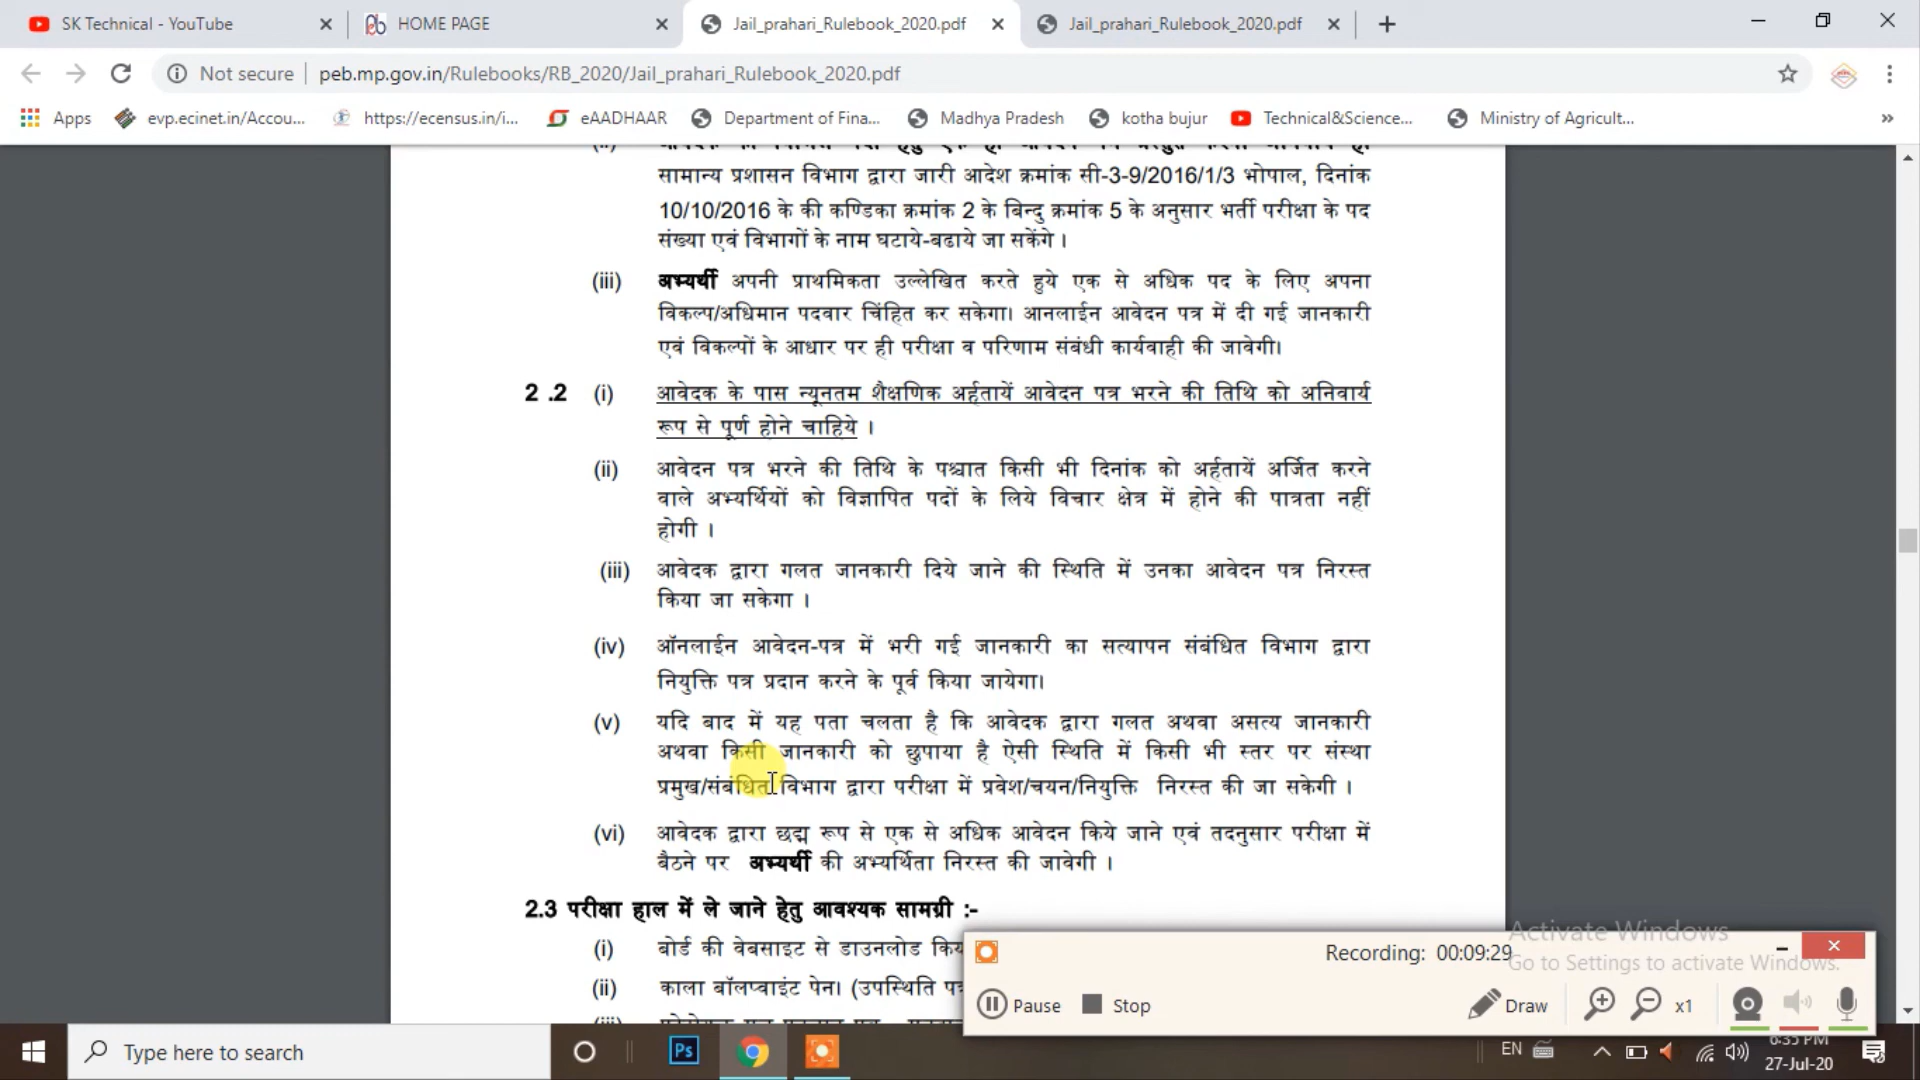 SK Technical - YouTube
HOME PAGE
Jail_prahari_Rulebook_2020.pdf
Jail_prahari_Rulebook_2020.pdf
Not secure
peb.mp.gov.in/Rulebooks/RB_2020/Jail_prahari_Rulebook_2020.pdf
Apps
evp.ecinet.in/Accou...
https://ecensus.in/i...
eAADHAAR
Department of Fina...
Madhya Pradesh
kotha bujur
Technical&Science...
Ministry of Agricult...
»
सामान्य प्रशासन विभाग द्वारा जारी आदेश क्रमांक सी-3-9/2016/1/3 भोपाल, दिनांक
10/10/2016 के की कण्डिका क्रमांक 2 के बिन्दु क्रमांक 5 के अनुसार भर्ती परीक्षा के पद
संख्या एवं विभागों के नाम घटाये-बढाये जा सकेंगे ।
(iii) अभ्यर्थी अपनी प्राथमिकता उल्लेखित करते हुये एक से अधिक पद के लिए अपना
विकल्प/अधिमान पदवार चिंहित कर सकेगा। आनलाईन आवेदन पत्र में दी गई जानकारी
एवं विकल्पों के आधार पर ही परीक्षा व परिणाम संबंधी कार्यवाही की जावेगी।
2 .2 (i) आवेदक के पास न्यूनतम शैक्षणिक अर्हतायें आवेदन पत्र भरने की तिथि को अनिवार्य
रूप से पूर्ण होने चाहिये ।
(ii) आवेदन पत्र भरने की तिथि के पश्चात किसी भी दिनांक को अर्हतायें अर्जित करने
वाले अभ्यर्थियों को विज्ञापित पदों के लिये विचार क्षेत्र में होने की पात्रता नहीं
होगी ।
(iii) आवेदक द्वारा गलत जानकारी दिये जाने की स्थिति में उनका आवेदन पत्र निरस्त
किया जा सकेगा ।
(iv) ऑनलाईन आवेदन-पत्र में भरी गई जानकारी का सत्यापन संबंधित विभाग द्वारा
नियुक्ति पत्र प्रदान करने के पूर्व किया जायेगा।
(v) यदि बाद में यह पता चलता है कि आवेदक द्वारा गलत अथवा असत्य जानकारी
अथवा किसी जानकारी को छुपाया है ऐसी स्थिति में किसी भी स्तर पर संस्था
प्रमुख/संबंधित विभाग द्वारा परीक्षा में प्रवेश/चयन/नियुक्ति निरस्त की जा सकेगी ।
(vi) आवेदक द्वारा छद्म रूप से एक से अधिक आवेदन किये जाने एवं तदनुसार परीक्षा में
बैठने पर अभ्यर्थी की अभ्यर्थिता निरस्त की जावेगी ।
2.3 परीक्षा हाल में ले जाने हेतु आवश्यक सामग्री :-
(i) बोर्ड की वेबसाइट से डाउनलोड
(ii) काला बॉलप्वाइंट पेन। (उपस्थिति
Recording: 00:09:29
Activate Windows
Go to Settings to activate Windows.
Pause
Stop
Draw
x1
Type here to search
Ps
EN
6:35 PM
27-Jul-20